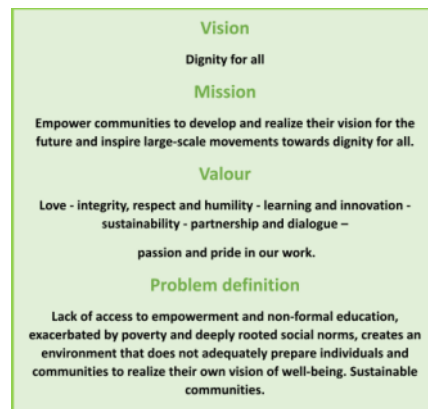 Vision
Dignity for all
Mission
Empower communities to develop and realize their vision for the
future and inspire large-scale movements towards dignity for all.
Valour
Love - integrity, respect and humility - learning and innovation -
sustainability - partnership and dialogue –
passion and pride in our work.
Problem definition
Lack of access to empowerment and non-formal education,
exacerbated by poverty and deeply rooted social norms, creates an
environment that does not adequately prepare individuals and
communities to realize their own vision of well-being. Sustainable
communities.